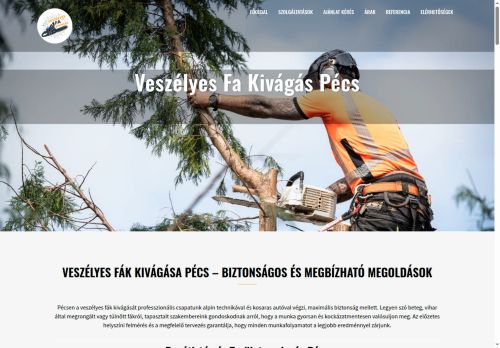 FŐOLDAL SZOLGÁLTATÁSOK AJÁNLAT KÉRÉS ÁRAK REFERENCIA ELÉRHETŐSÉGEK
Veszélyes Fa Kivágás Pécs
VESZÉLYES FÁK KIVÁGÁSA PÉCS – BIZTONSÁGOS ÉS MEGBÍZHATÓ MEGOLDÁSOK
Pécsen a veszélyes fák kivágását professzionális csapatunk alpin technikával és kosaras autóval végzi, maximális biztonság mellett. Legyen szó beteg, vihar
által megrongált vagy túlnőtt fákról, tapasztalt szakembereink gondoskodnak arról, hogy a munka gyorsan és kockázatmentesen valósuljon meg. Az előzetes
helyszíni felmérés és a megfelelő tervezés garantálja, hogy minden munkafolyamatot a legjobb eredménnyel zárjunk.